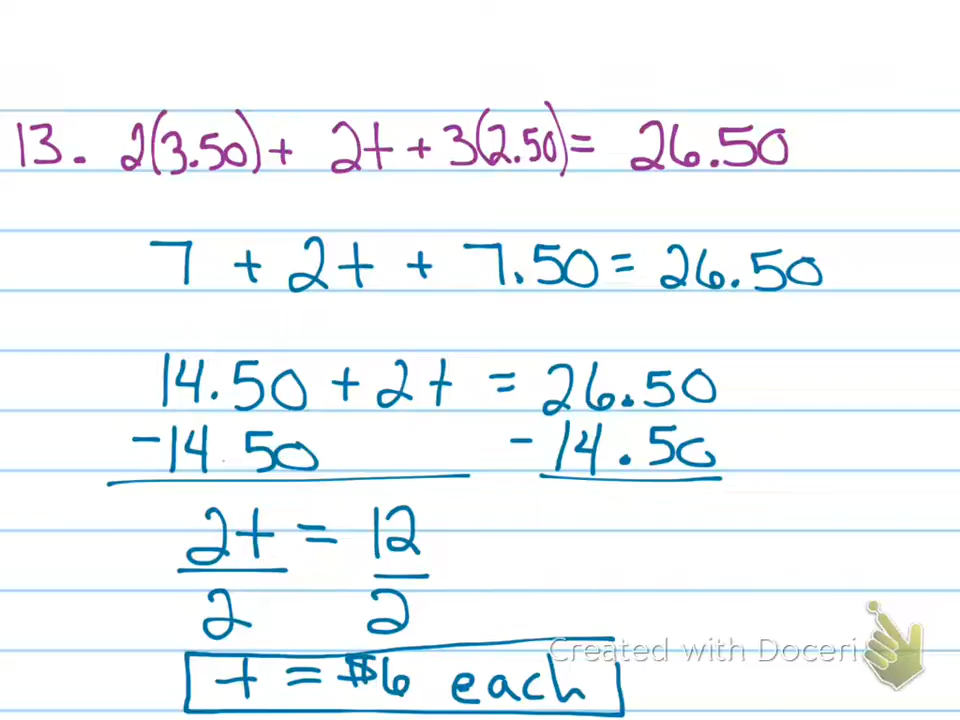 13. 2(3.50) + 2t + 3(2.50) = 26.50
7 + 2t + 7.50 = 26.50
14.50 + 2t = 26.50
-14.50 -14.50
2t = 12
2 2
t = $6 each
Created with Doceri